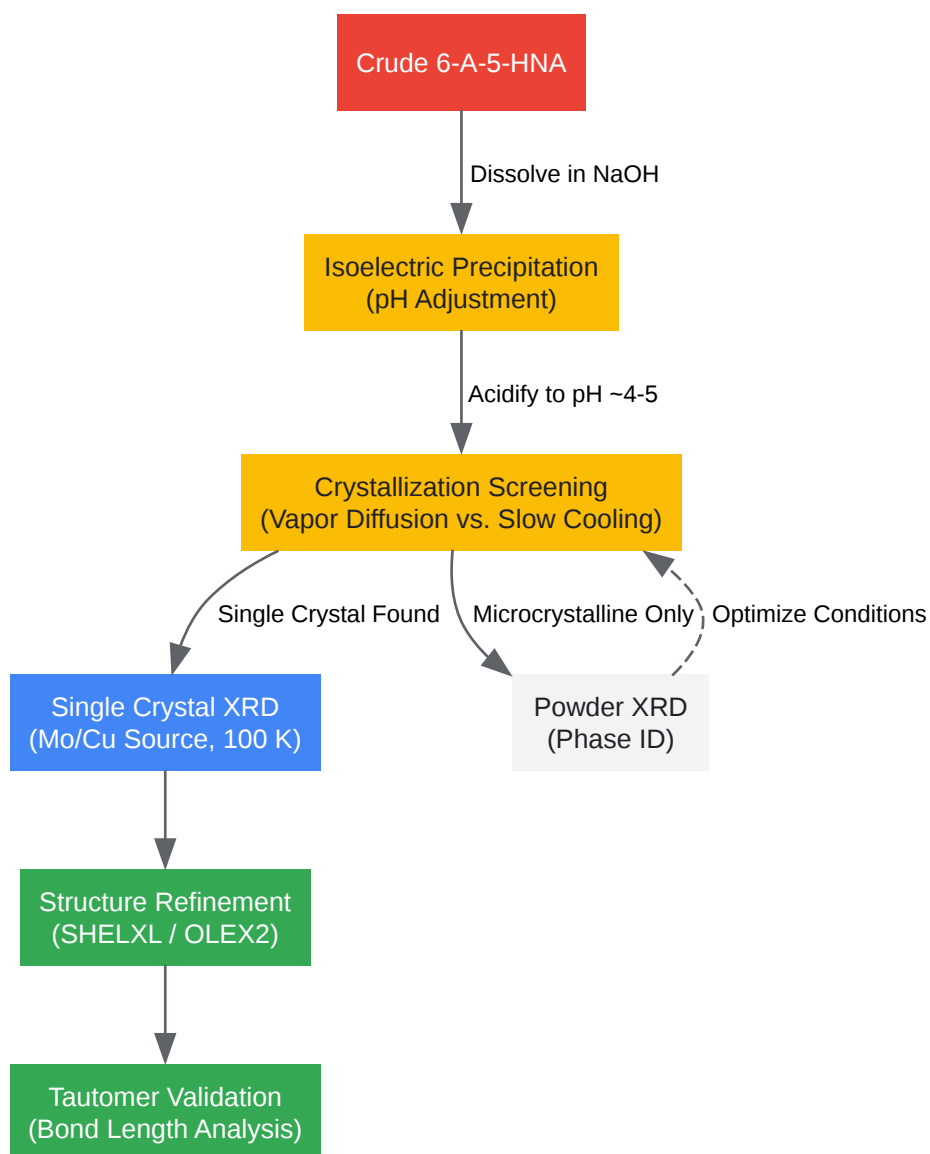 Crude 6-A-5-HNA
Dissolve in NaOH
Isoelectric Precipitation
(pH Adjustment)
Acidify to pH ~4-5
Crystallization Screening
(Vapor Diffusion vs. Slow Cooling)
Single Crystal Found
Microcrystalline Only
Optimize Conditions
Single Crystal XRD
(Mo/Cu Source, 100 K)
Powder XRD
(Phase ID)
Structure Refinement
(SHELXL / OLEX2)
Tautomer Validation
(Bond Length Analysis)